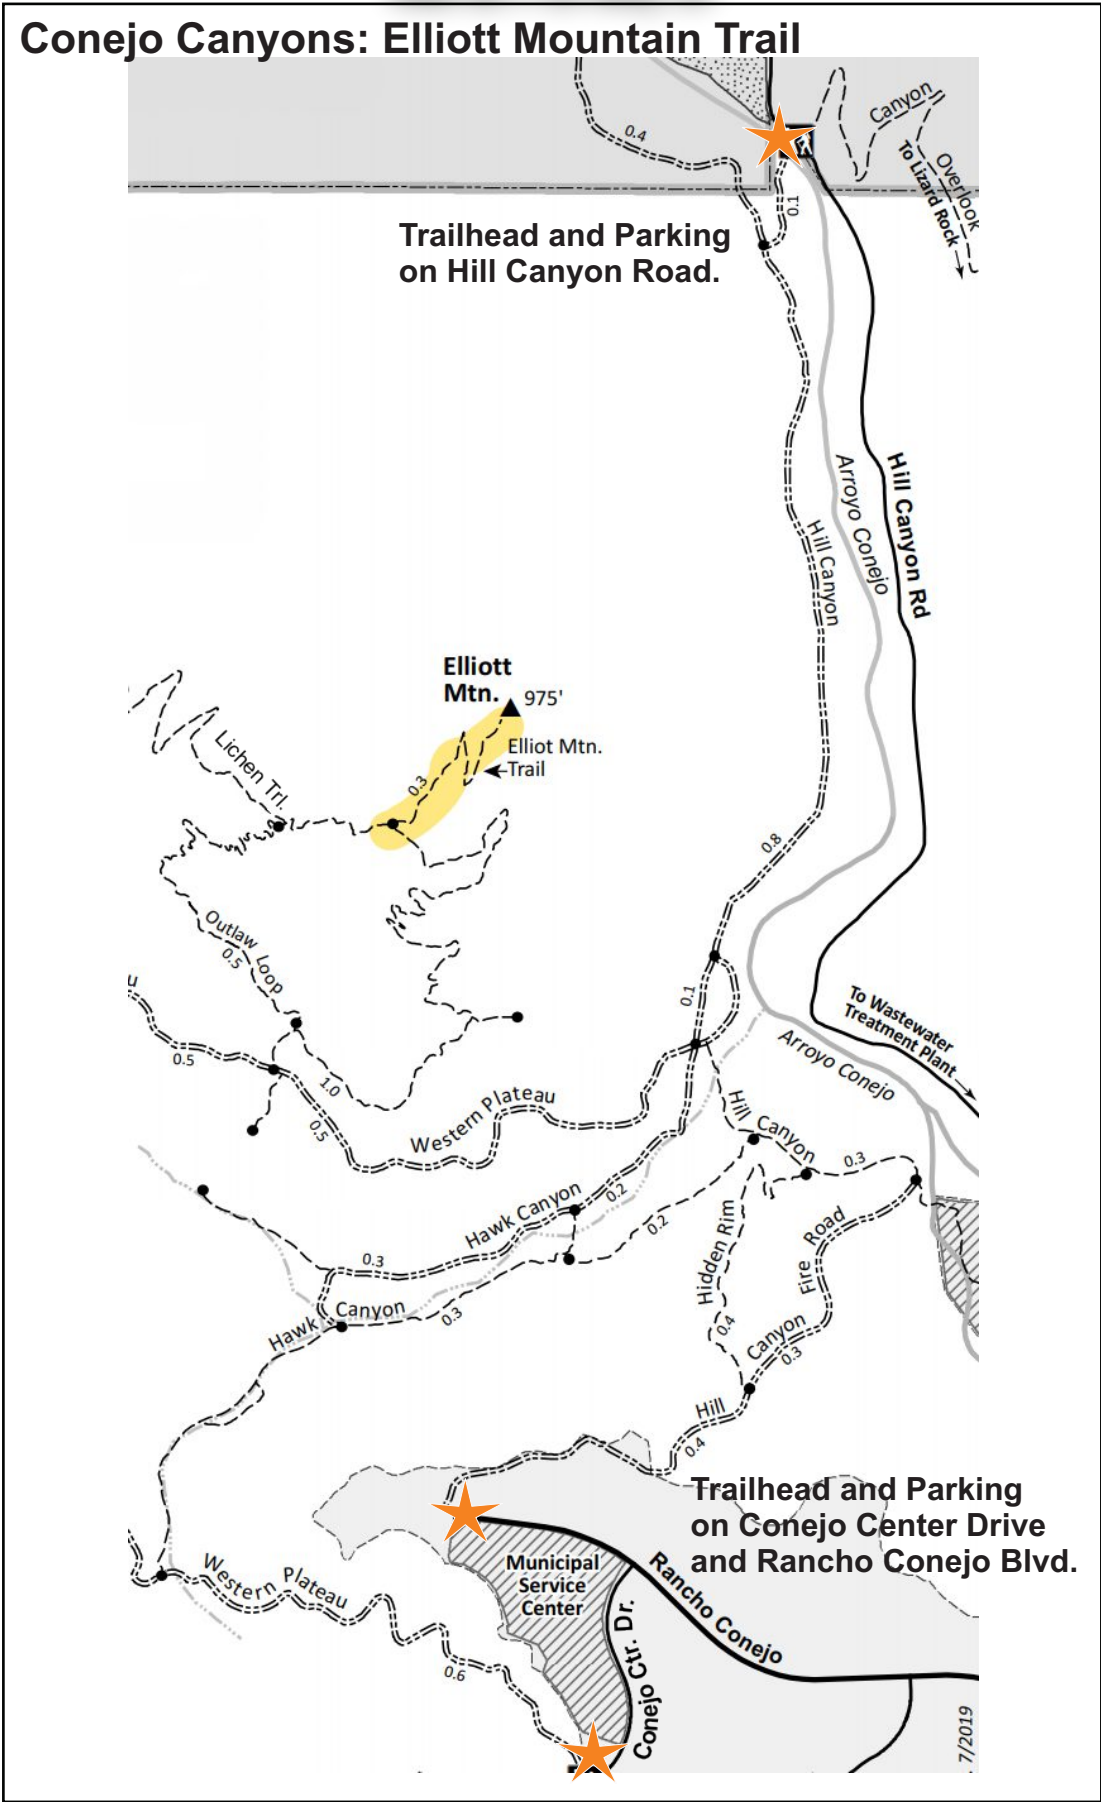 Conejo Canyons: Elliott Mountain Trail
0.4
Canyon
Overlook
To Lizard Rock
0.1
Trailhead and Parking
on Hill Canyon Road.
Hill Canyon Rd
Arroyo Conejo
Hill Canyon
Elliott
Mtn.
975'
Elliot Mtn.
Trail
0.3
Lichen Trl.
0.8
Outlaw Loop
0.5
u
0.1
To Wastewater
Treatment Plant
Arroyo Conejo
0.5
1.0
0.5
Western Plateau
Hill Canyon
0.3
Hawk Canyon
0.2
0.2
Hidden Rim
0.4
Hill Canyon Fire Road
0.3
0.3
Hawk Canyon
0.3
0.4
Trailhead and Parking
on Conejo Center Drive
and Rancho Conejo Blvd.
Municipal
Service
Center
Rancho Conejo
Conejo Ctr. Dr.
Western Plateau
0.6
7/2019